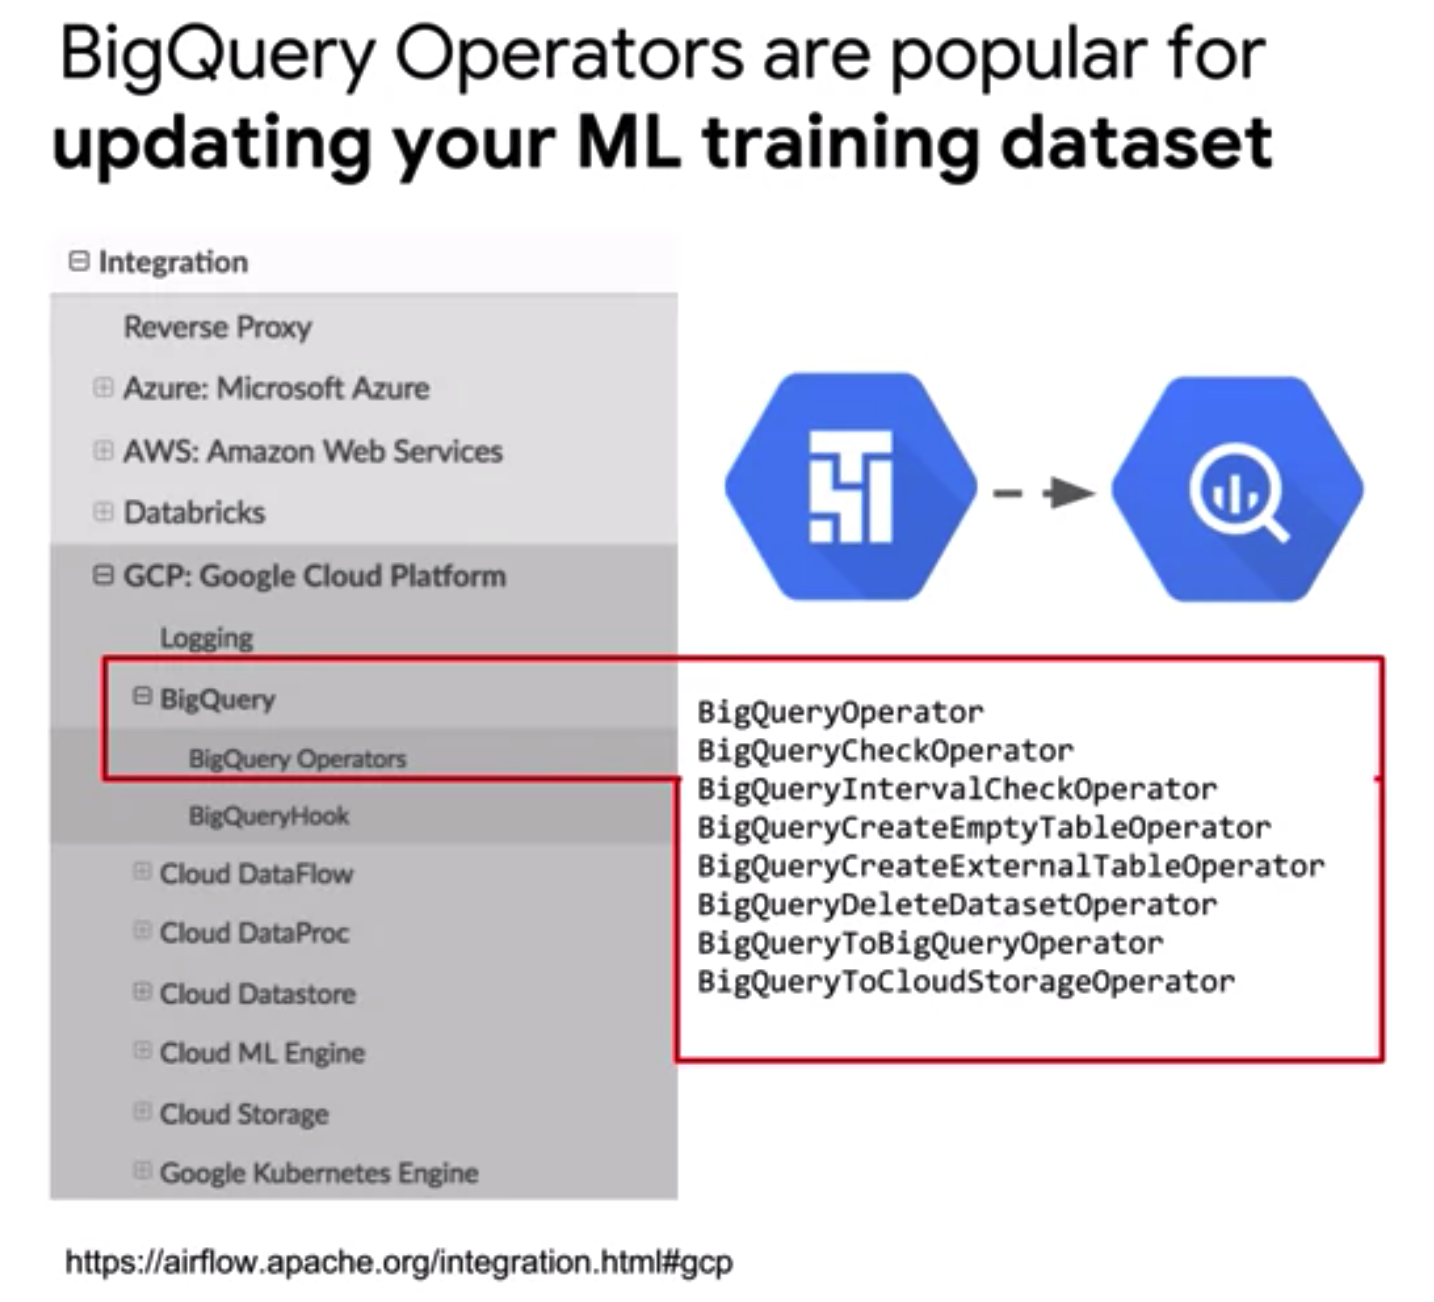 BigQuery Operators are popular for
updating your ML training dataset
Integration
Reverse Proxy
Azure: Microsoft Azure
AWS: Amazon Web Services
Databricks
GCP: Google Cloud Platform
Logging
BigQuery
BigQuery Operators
BigQueryHook
Cloud DataFlow
Cloud DataProc
Cloud Datastore
Cloud ML Engine
Cloud Storage
Google Kubernetes Engine
BigQueryOperator
BigQueryCheckOperator
BigQueryIntervalCheckOperator
BigQueryCreateEmptyTableOperator
BigQueryCreateExternalTableOperator
BigQueryDeleteDatasetOperator
BigQueryToBigQueryOperator
BigQueryToCloudStorageOperator
https://airflow.apache.org/integration.html#gcp